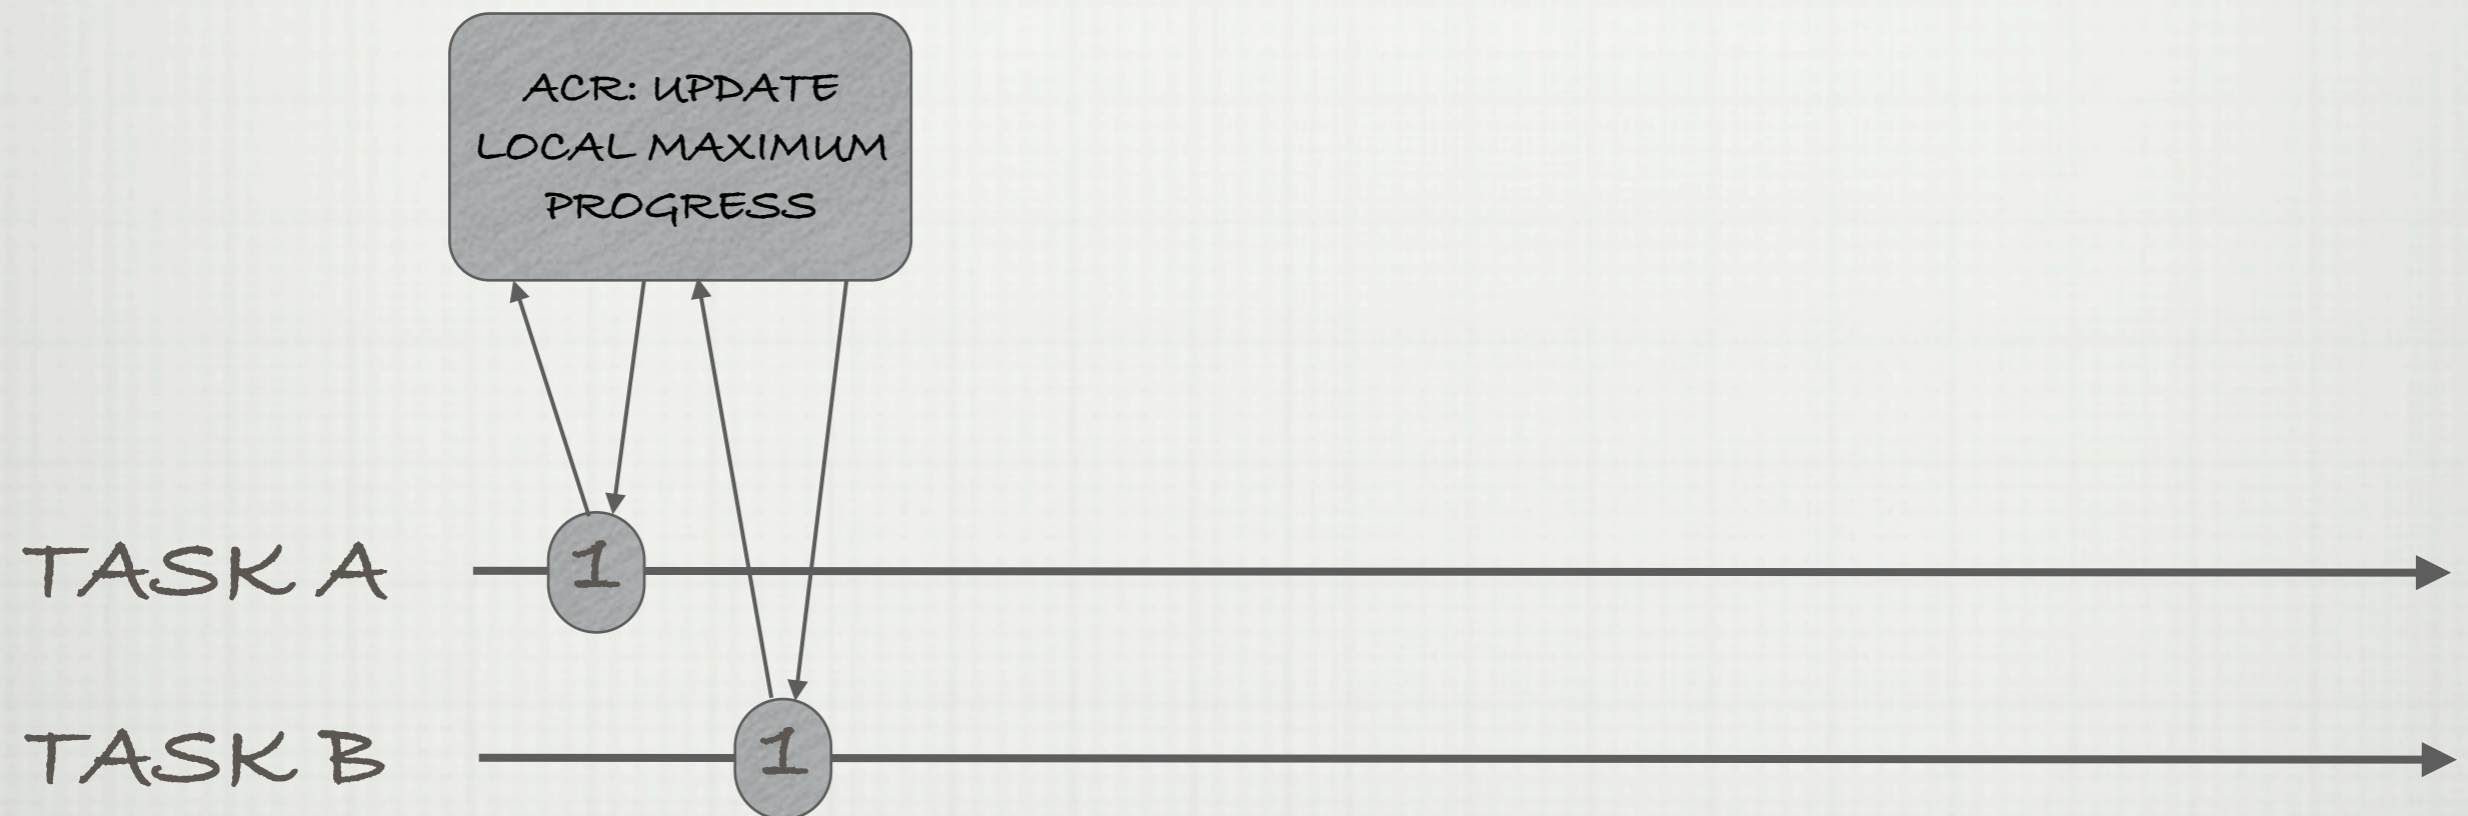 ACR: UPDATE
LOCAL MAXIMUM
PROGRESS
TASK A
1
TASK B
1